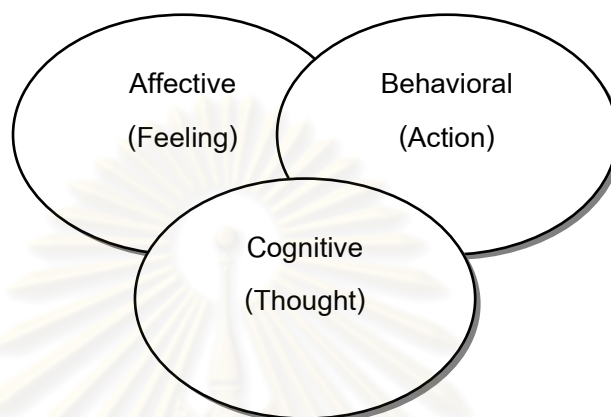 Affective
(Feeling)
Behavioral
(Action)
Cognitive
(Thought)